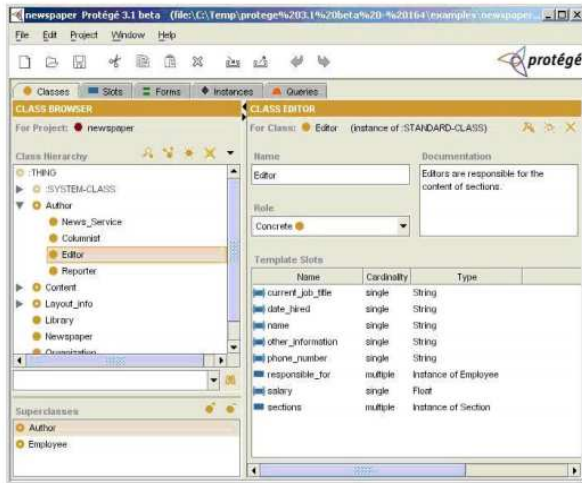 newspaper Protégé 3.1 beta (file:\C:\Temp\protege%203.1%20beta%20-%20164\examples\newspaper...
File Edit Project Window Help
protégé
Classes Slots Forms Instances Queries
CLASS BROWSER
For Project: newspaper
Class Hierarchy
:THING
:SYSTEM-CLASS
Author
News_Service
Columnist
Editor
Reporter
Content
Layout_info
Library
Newspaper
Organization
Superclasses
Author
Employee
CLASS EDITOR
For Class: Editor (instance of :STANDARD-CLASS)
Name
Editor
Documentation
Editors are responsible for the
content of sections.
Role
Concrete
Template Slots
Name Cardinality Type
current_job_title single String
date_hired single String
name single String
other_information single String
phone_number single String
responsible_for multiple Instance of Employee
salary single Float
sections multiple Instance of Section